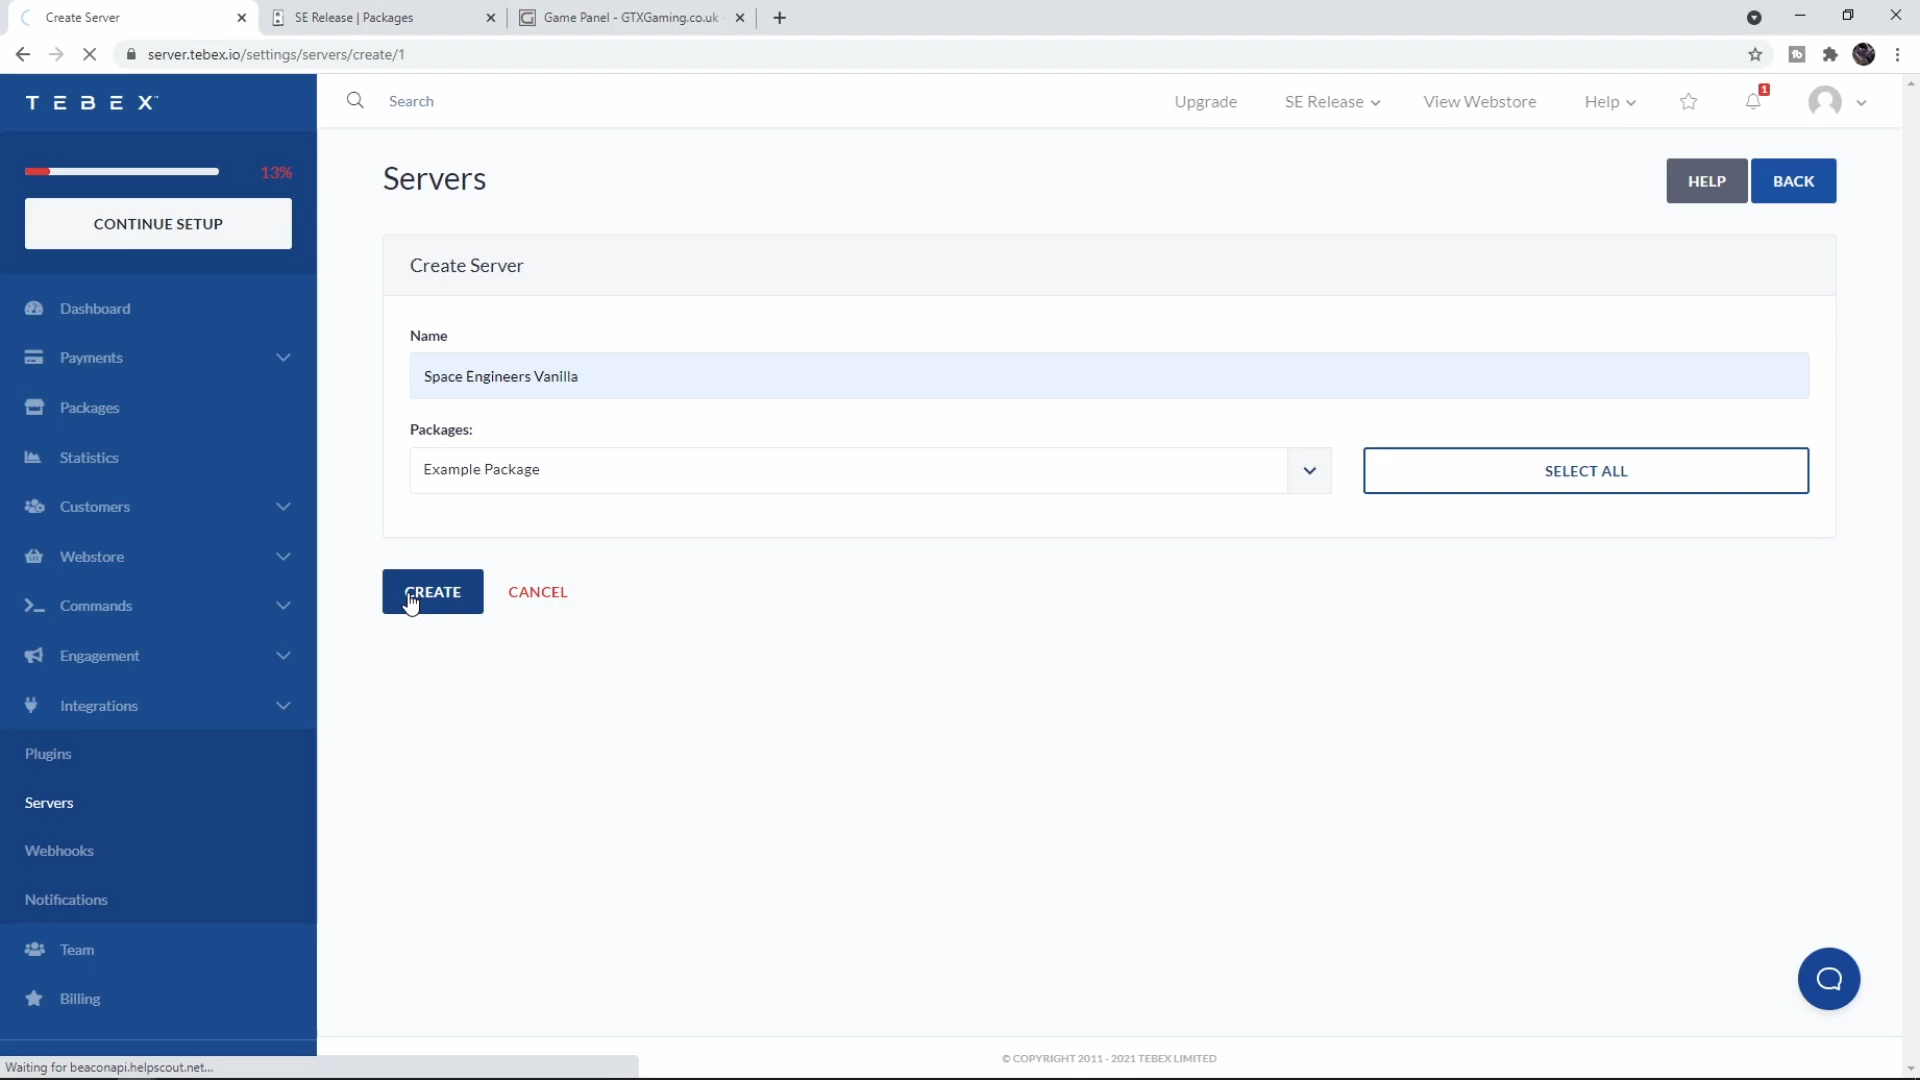 Create Server
SE Release | Packages
Game Panel - GTXGaming.co.uk
server.tebex.io/settings/servers/create/1
TEBEX
Search
Upgrade
SE Release
View Webstore
Help
1
13%
CONTINUE SETUP
Dashboard
Payments
Packages
Statistics
Customers
Webstore
Commands
Engagement
Integrations
Plugins
Servers
Webhooks
Notifications
Team
Billing
Servers
HELP
BACK
Create Server
Name
Space Engineers Vanilla
Packages:
Example Package
SELECT ALL
CREATE
CANCEL
© COPYRIGHT 2011 - 2021 TEBEX LIMITED
Waiting for beaconapi.helpscout.net...